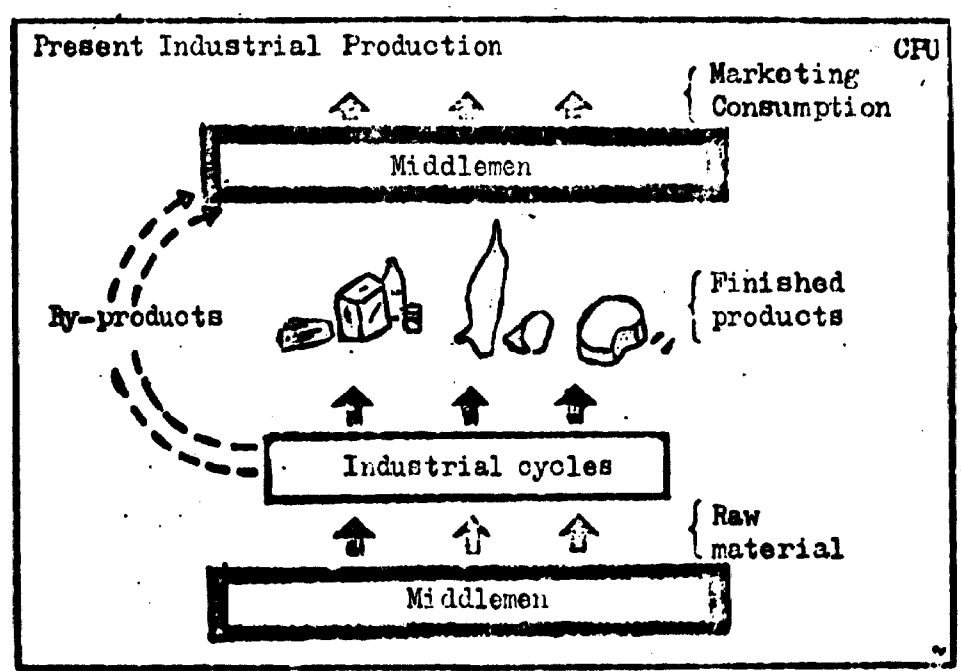 Present Industrial Production
CPU
Marketing
Consumption
Middlemen
By-products
Finished
products
Industrial cycles
Raw
material
Middlemen